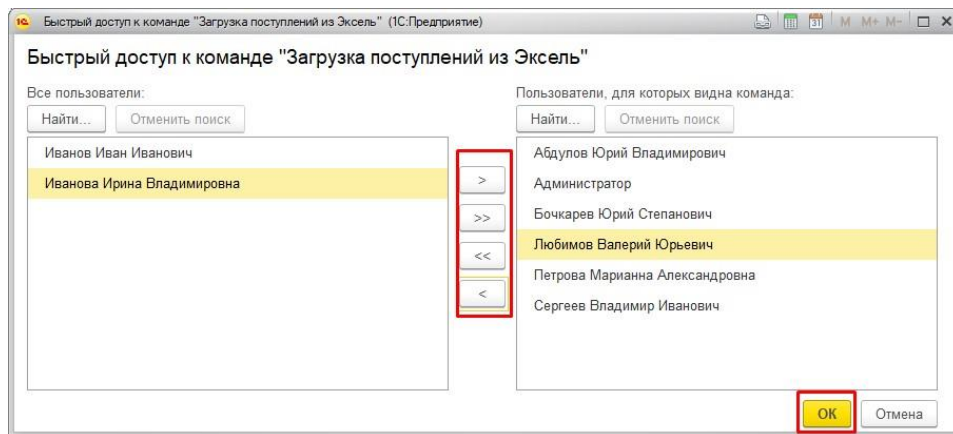 Быстрый доступ к команде "Загрузка поступлений из Эксель" (1С:Предприятие)
M M+ M-
Быстрый доступ к команде "Загрузка поступлений из Эксель"
Все пользователи:
Найти...
Отменить поиск
Иванов Иван Иванович
Иванова Ирина Владимировна
>
>>
<<
<
Пользователи, для которых видна команда:
Найти...
Отменить поиск
Абдулов Юрий Владимирович
Администратор
Бочкарев Юрий Степанович
Любимов Валерий Юрьевич
Петрова Марианна Александровна
Сергеев Владимир Иванович
ОК
Отмена